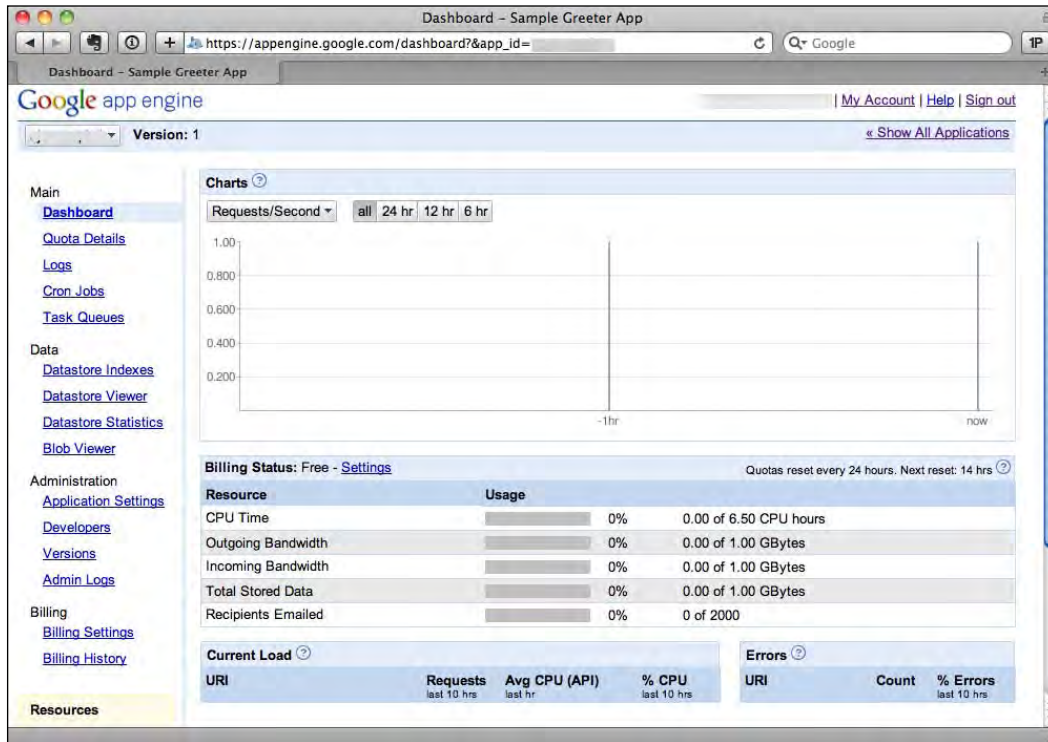 Dashboard – Sample Greeter App
https://appengine.google.com/dashboard?&app_id=
Google
1P
Dashboard – Sample Greeter App
Google app engine
| My Account | Help | Sign out
Version: 1
« Show All Applications
Main
Dashboard
Quota Details
Logs
Cron Jobs
Task Queues
Data
Datastore Indexes
Datastore Viewer
Datastore Statistics
Blob Viewer
Administration
Application Settings
Developers
Versions
Admin Logs
Billing
Billing Settings
Billing History
Resources
Charts ?
Requests/Second all 24 hr 12 hr 6 hr
1.00
0.800
0.600
0.400
0.200
-1hr now
Billing Status: Free - Settings Quotas reset every 24 hours. Next reset: 14 hrs ?
Resource Usage
CPU Time 0% 0.00 of 6.50 CPU hours
Outgoing Bandwidth 0% 0.00 of 1.00 GBytes
Incoming Bandwidth 0% 0.00 of 1.00 GBytes
Total Stored Data 0% 0.00 of 1.00 GBytes
Recipients Emailed 0% 0 of 2000
Current Load ?
URI Requests Avg CPU (API) % CPU
last 10 hrs last hr last 10 hrs
Errors ?
URI Count % Errors
last 10 hrs